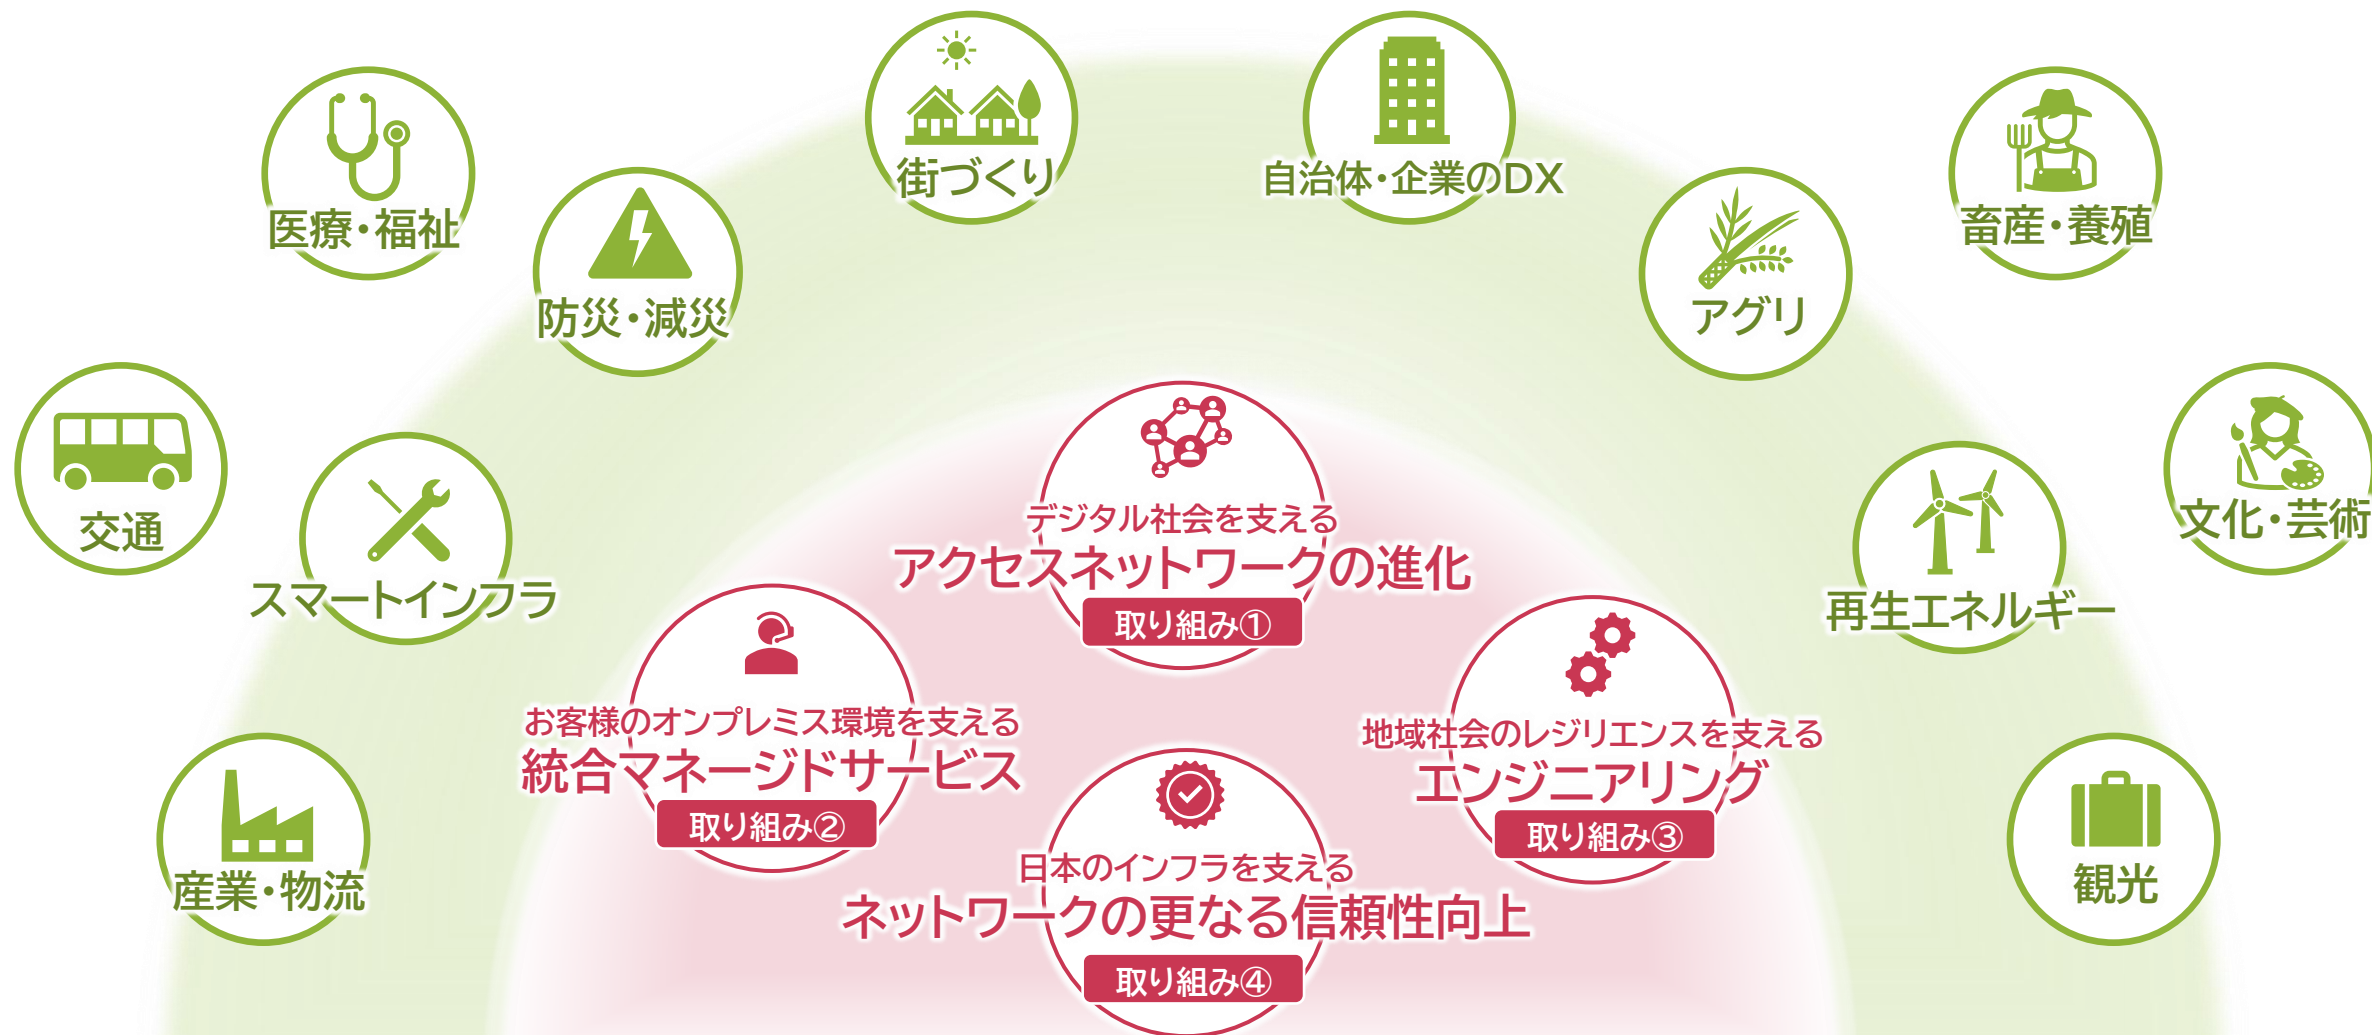 街づくり
自治体・企業のDX
医療・福祉
畜産・養殖
防災・減災
アグリ
交通
文化・芸術
スマートインフラ
再生エネルギー
デジタル社会を支える
アクセスネットワークの進化
取り組み①
お客様のオンプレミス環境を支える
統合マネージドサービス
取り組み②
地域社会のレジリエンスを支える
エンジニアリング
取り組み③
日本のインフラを支える
ネットワークの更なる信頼性向上
取り組み④
産業・物流
観光